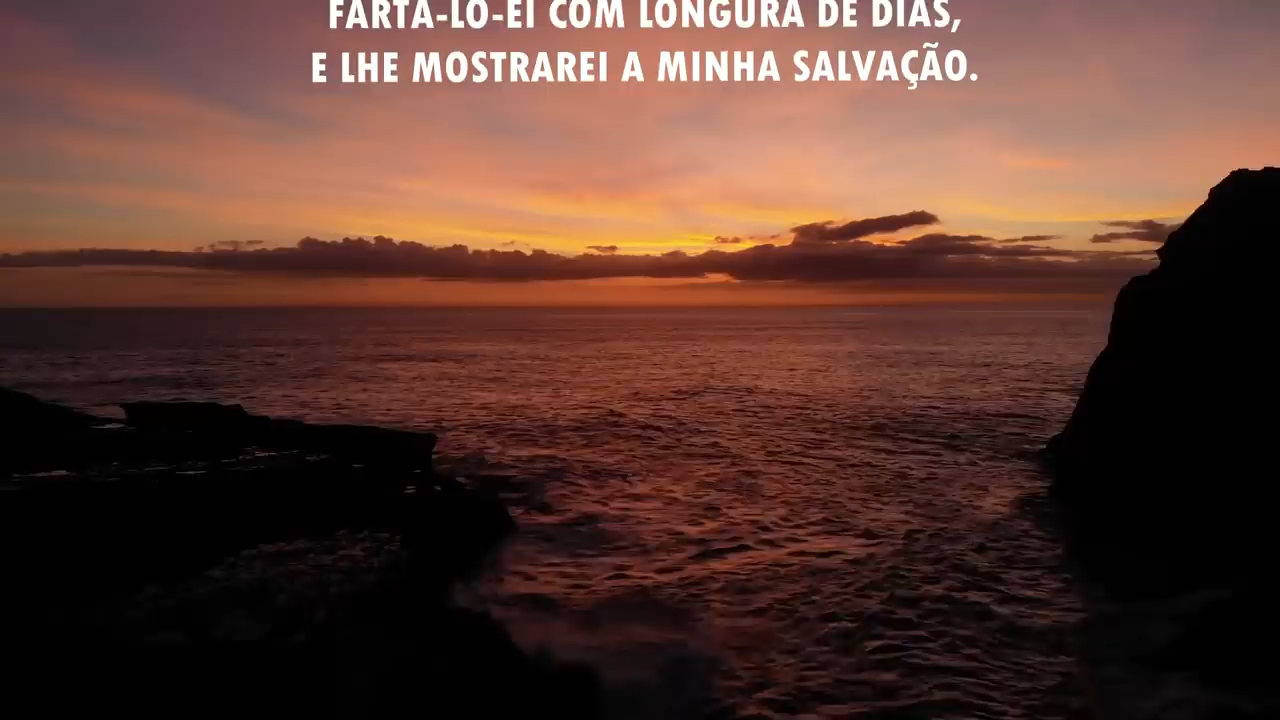 FARTA-LO-EI COM LONGURA DE DIAS,
E LHE MOSTRAREI A MINHA SALVAÇÃO.